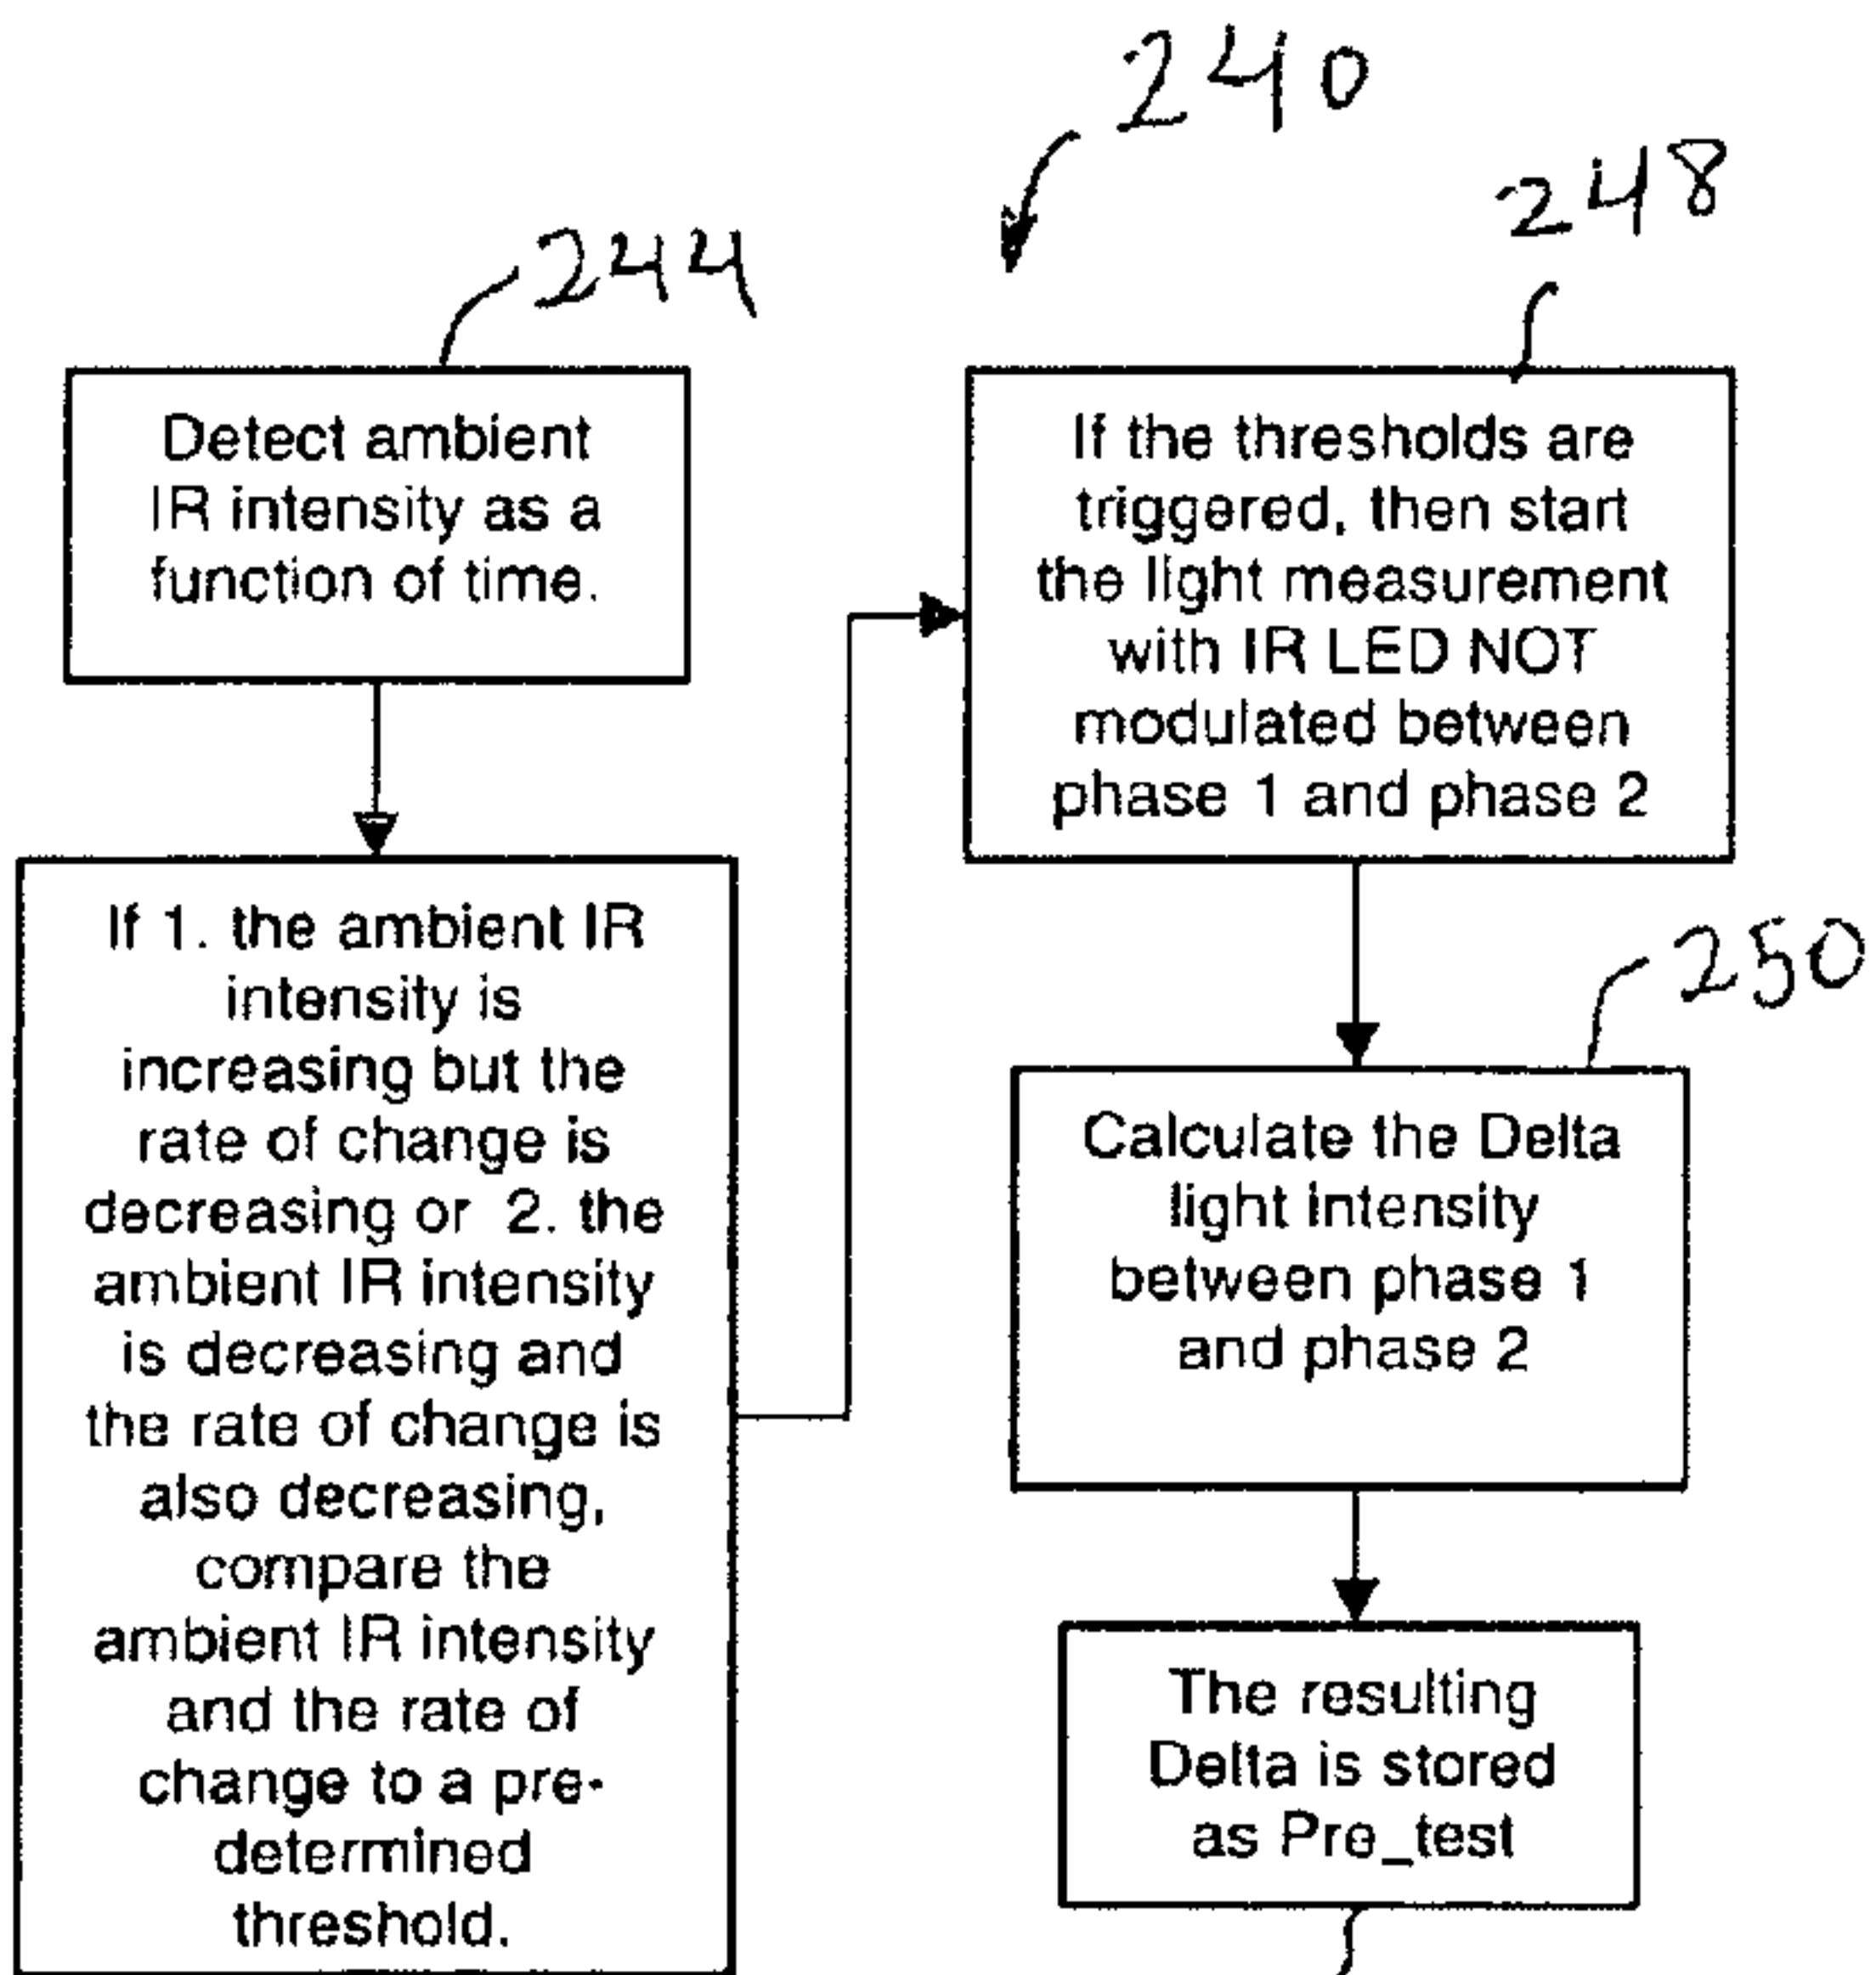 240
244
Detect ambient
IR intensity as a
function of time.
If 1. the ambient IR
intensity is
increasing but the
rate of change is
decreasing or 2. the
ambient IR intensity
is decreasing and
the rate of change is
also decreasing,
compare the
ambient IR intensity
and the rate of
change to a pre-
determined
threshold.
248
If the thresholds are
triggered, then start
the light measurement
with IR LED NOT
modulated between
phase 1 and phase 2
250
Calculate the Delta
light intensity
between phase 1
and phase 2
The resulting
Delta is stored
as Pre_test